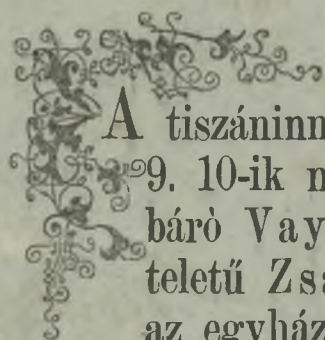 A tiszáninn
9. 10-ik n
báró Vay
teletű Zsa
az egyház